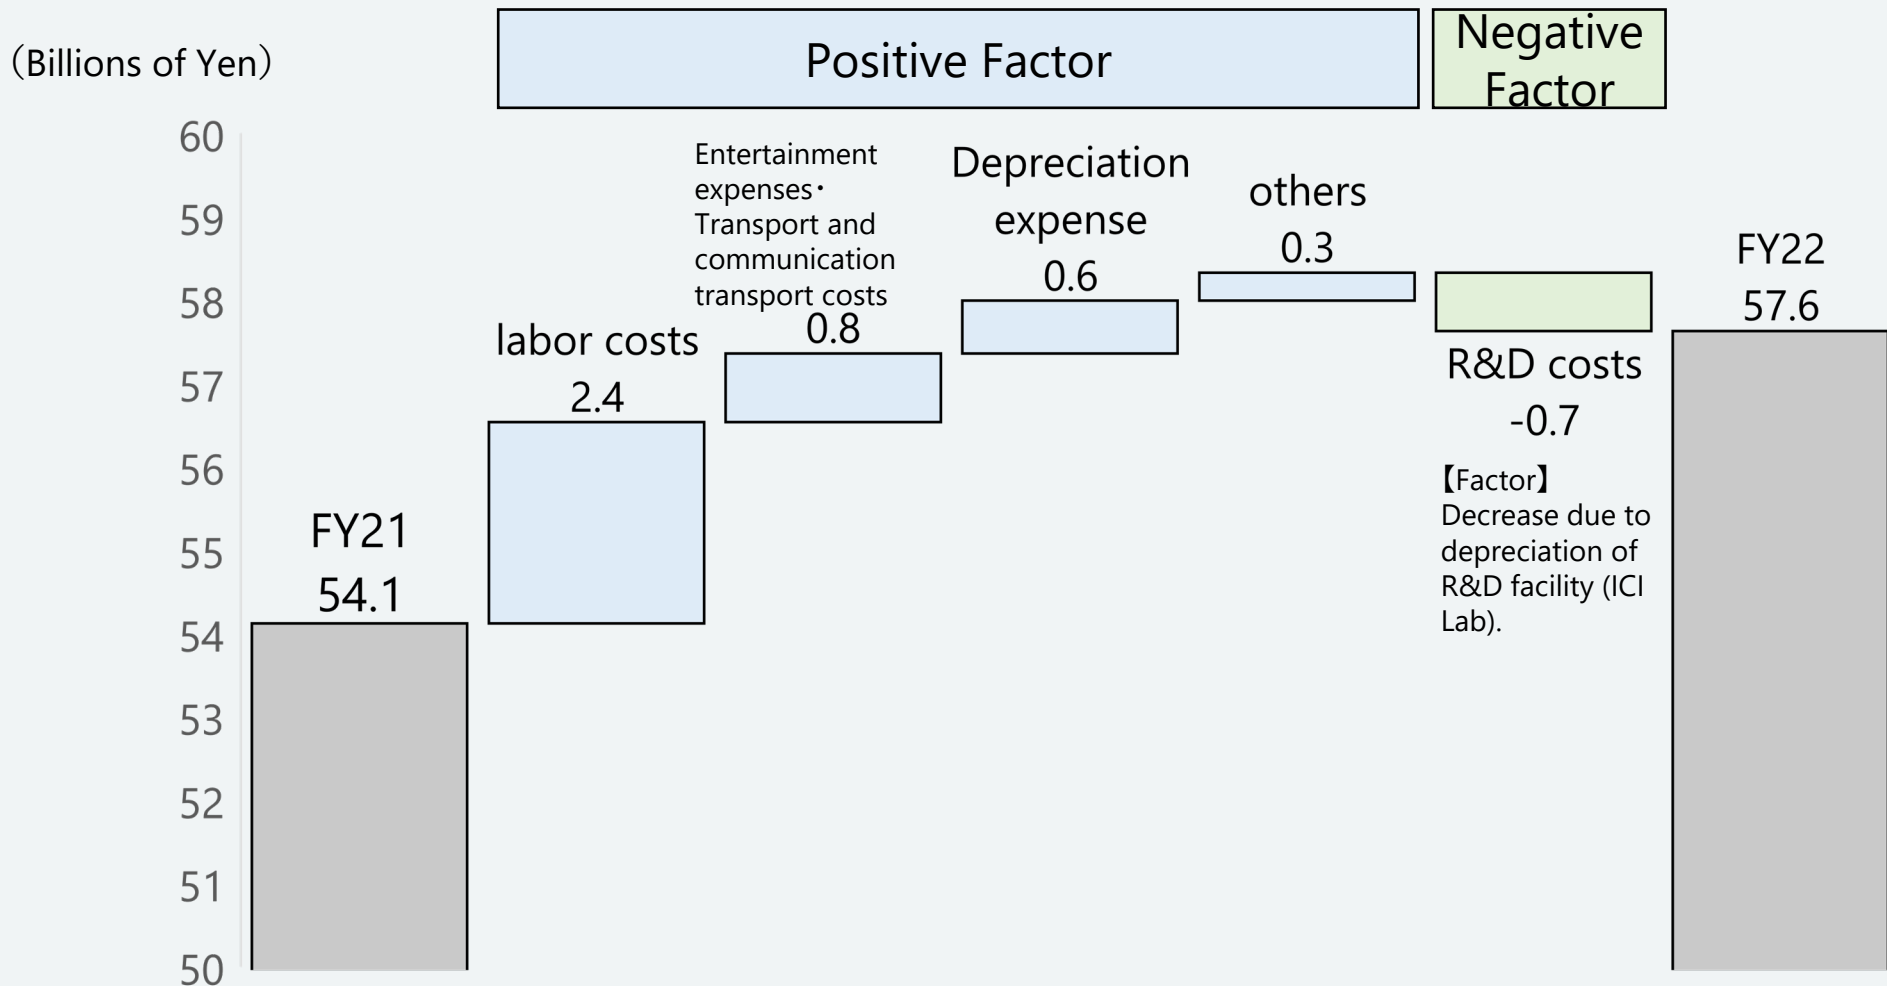 （Billions of Yen）
Positive Factor
Negative
Factor
60
59
58
57
56
55
54
53
52
51
50
FY21
54.1
labor costs
2.4
Entertainment
expenses・
Transport and
communication
transport costs
0.8
Depreciation
expense
0.6
others
0.3
R&D costs
-0.7
【Factor】
Decrease due to
depreciation of
R&D facility (ICI
Lab).
FY22
57.6